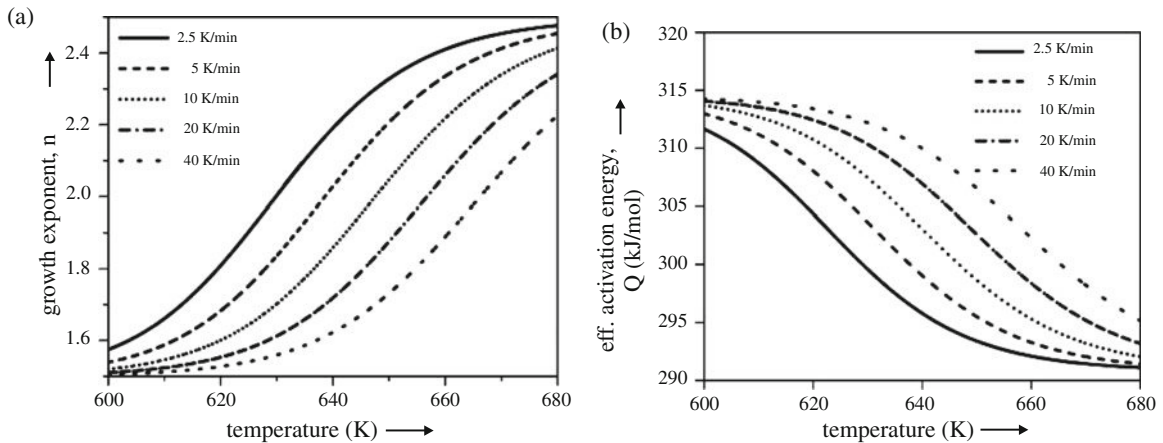 (a)
growth exponent, n
2.4
2.2
2.0
1.8
1.6
2.5 K/min
5 K/min
10 K/min
20 K/min
40 K/min
600
620
640
660
680
temperature (K)
(b)
eff. activation energy,
Q (kJ/mol)
320
315
310
305
300
295
290
2.5 K/min
5 K/min
10 K/min
20 K/min
40 K/min
600
620
640
660
680
temperature (K)